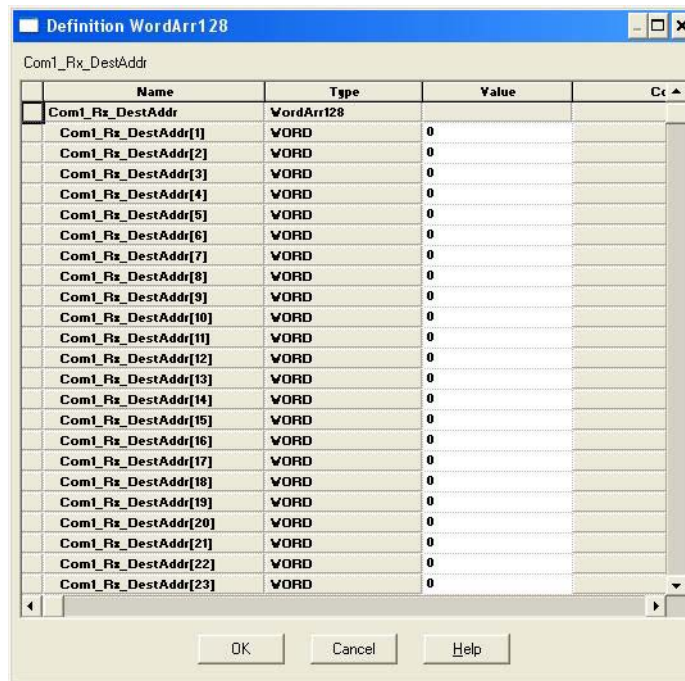 Definition WordArr128
Com1_Rx_DestAddr
Name Type Value Co
Com1_Rx_DestAddr WordArr128
Com1_Rx_DestAddr[1] WORD 0
Com1_Rx_DestAddr[2] WORD 0
Com1_Rx_DestAddr[3] WORD 0
Com1_Rx_DestAddr[4] WORD 0
Com1_Rx_DestAddr[5] WORD 0
Com1_Rx_DestAddr[6] WORD 0
Com1_Rx_DestAddr[7] WORD 0
Com1_Rx_DestAddr[8] WORD 0
Com1_Rx_DestAddr[9] WORD 0
Com1_Rx_DestAddr[10] WORD 0
Com1_Rx_DestAddr[11] WORD 0
Com1_Rx_DestAddr[12] WORD 0
Com1_Rx_DestAddr[13] WORD 0
Com1_Rx_DestAddr[14] WORD 0
Com1_Rx_DestAddr[15] WORD 0
Com1_Rx_DestAddr[16] WORD 0
Com1_Rx_DestAddr[17] WORD 0
Com1_Rx_DestAddr[18] WORD 0
Com1_Rx_DestAddr[19] WORD 0
Com1_Rx_DestAddr[20] WORD 0
Com1_Rx_DestAddr[21] WORD 0
Com1_Rx_DestAddr[22] WORD 0
Com1_Rx_DestAddr[23] WORD 0
OK Cancel Help